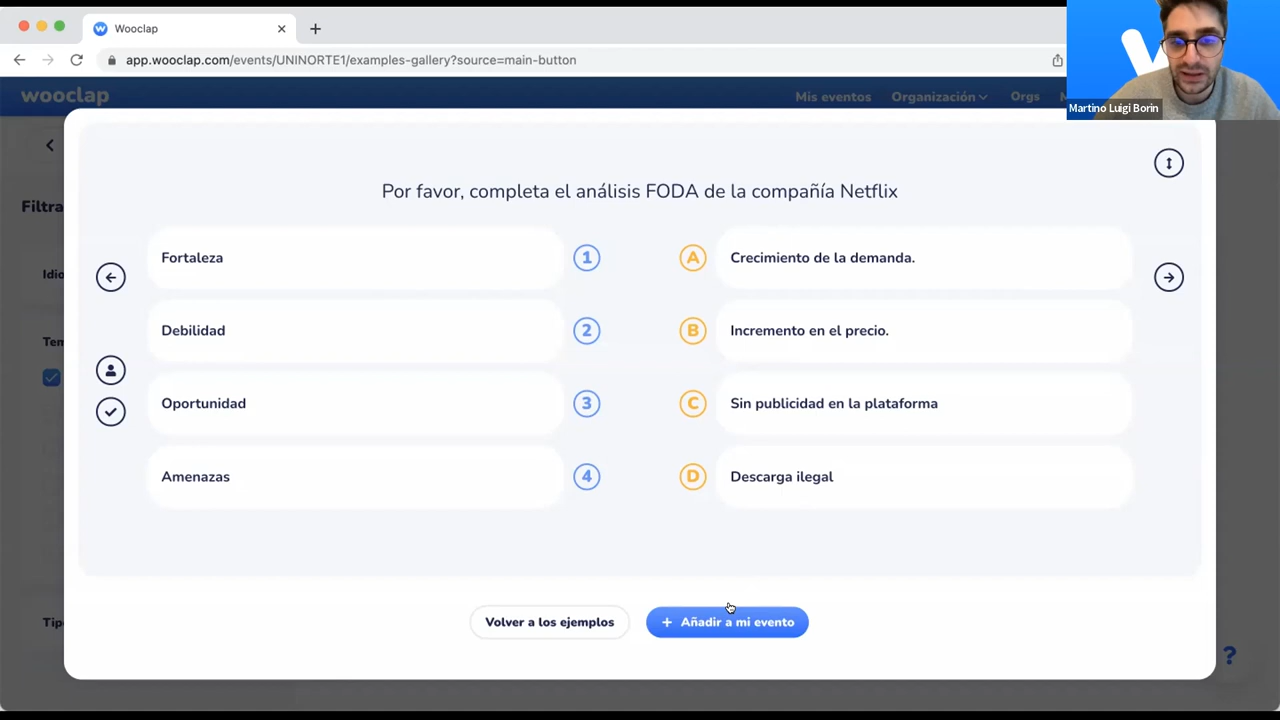 Wooclap
app.wooclap.com/events/UNINORTE1/examples-gallery?source=main-button
wooclap
Mis eventos
Organización
Orgs
Martino Luigi Borin
Filtra
Por favor, completa el análisis FODA de la compañía Netflix
Fortaleza 1 A Crecimiento de la demanda.
Idio
Debilidad 2 B Incremento en el precio.
Tem
Oportunidad 3 C Sin publicidad en la plataforma
Amenazas 4 D Descarga ilegal
Volver a los ejemplos
+ Añadir a mi evento
Tipo
?